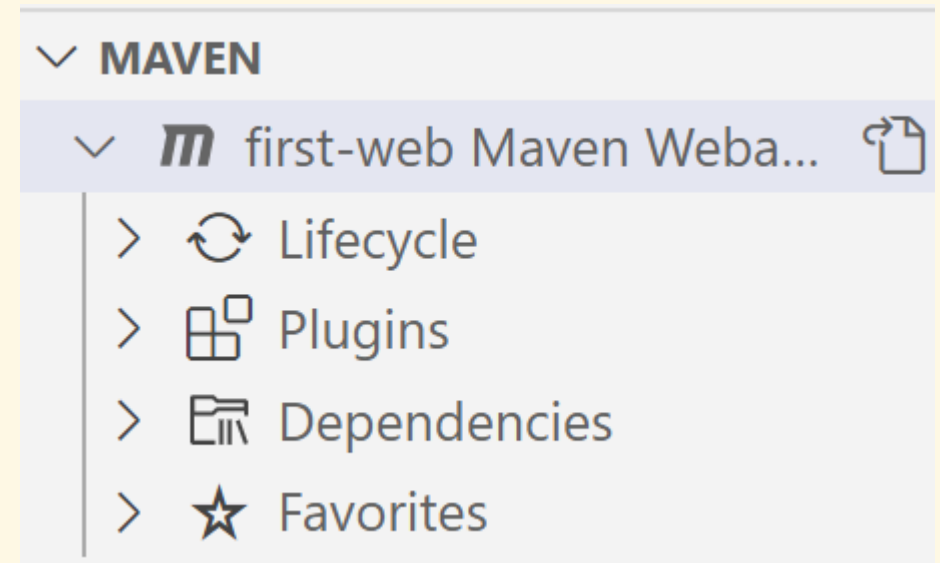 MAVEN
first-web Maven Weba...
Lifecycle
Plugins
Dependencies
Favorites